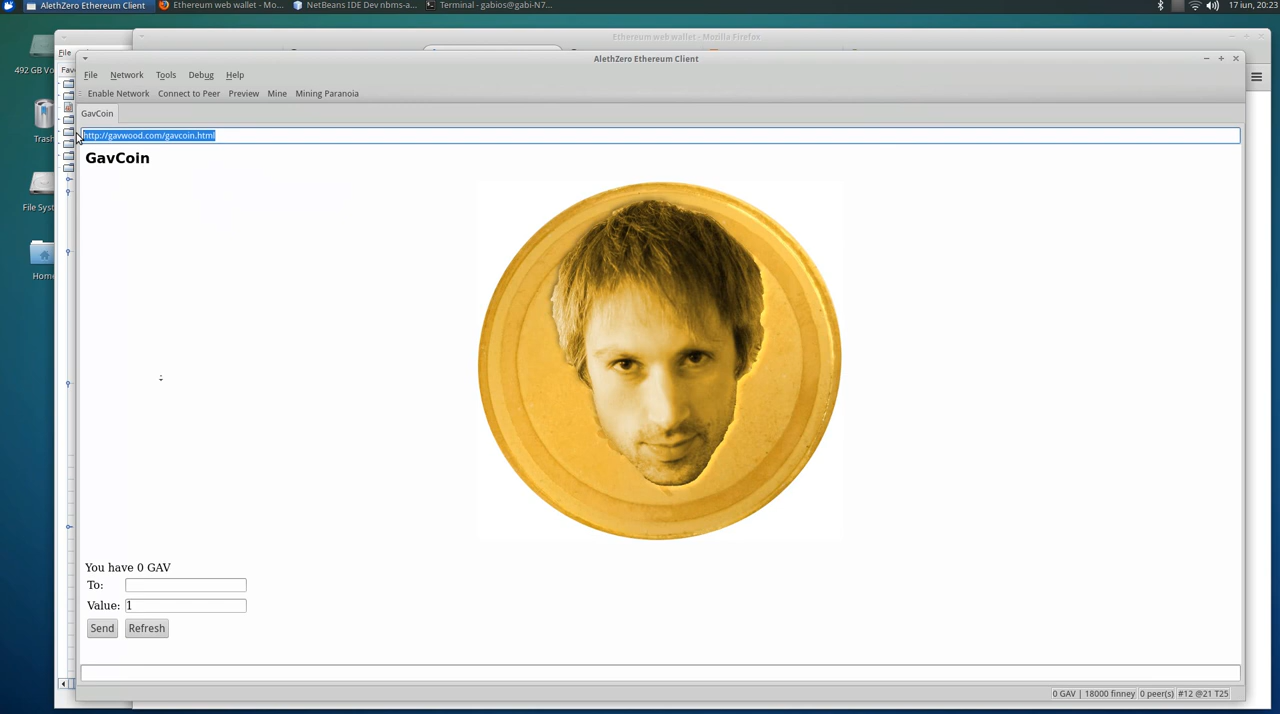 AlethZero Ethereum Client
Ethereum web wallet - Mo...
NetBeans IDE Dev nbms-a...
Terminal - gabios@gabi-N7...
17 iun, 20:23
Ethereum web wallet - Mozilla Firefox
492 GB Vo
File
Fav
AlethZero Ethereum Client
File Network Tools Debug Help
Enable Network Connect to Peer Preview Mine Mining Paranoia
GavCoin
http://gavwood.com/gavcoin.html
GavCoin
Trash
File Syst
Home
You have 0 GAV
To:
Value: 1
Send Refresh
0 GAV | 18000 finney 0 peer(s) #12 @21 T25